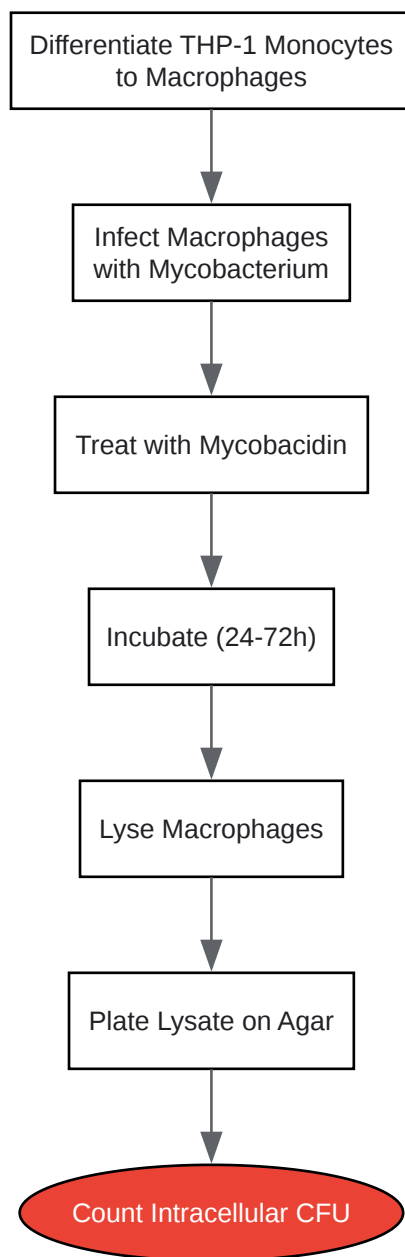 Differentiate THP-1 Monocytes
to Macrophages
Infect Macrophages
with Mycobacterium
Treat with Mycobacidin
Incubate (24-72h)
Lyse Macrophages
Plate Lysate on Agar
Count Intracellular CFU